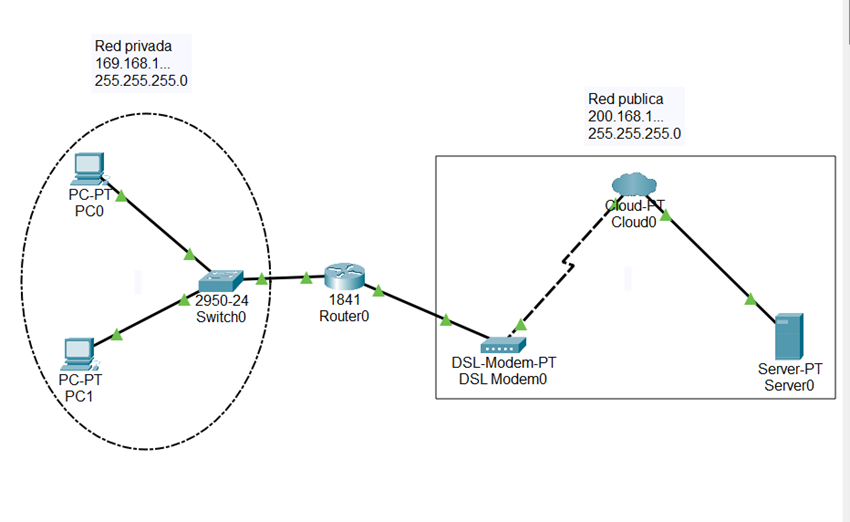 Red privada
169.168.1...
255.255.255.0
Red publica
200.168.1...
255.255.255.0
PC-PT
PC0
Cloud-PT
Cloud0
2950-24
Switch0
1841
Router0
PC-PT
PC1
DSL-Modem-PT
DSL Modem0
Server-PT
Server0